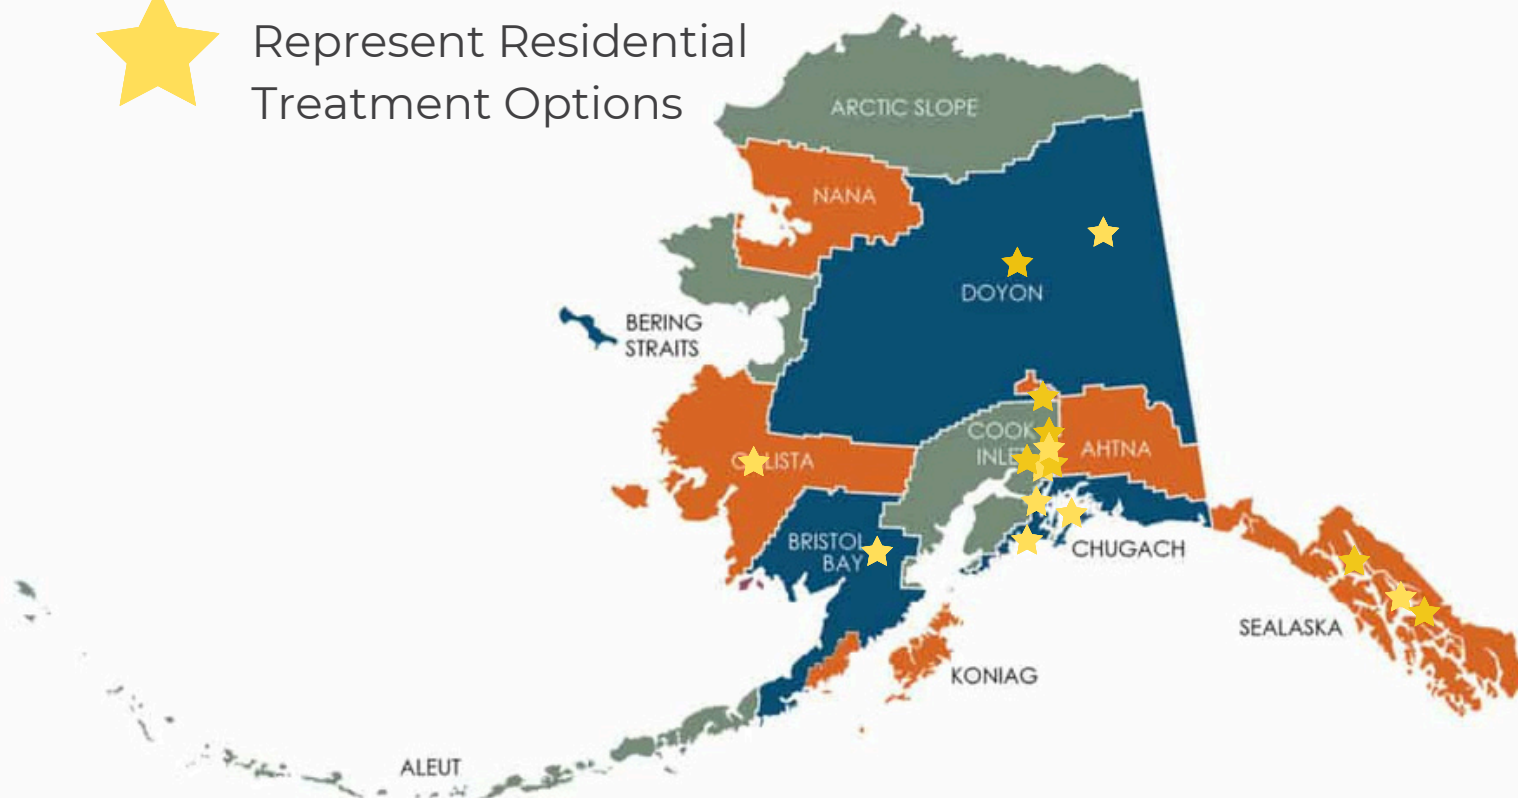 Represent Residential
Treatment Options
ARCTIC SLOPE
NANA
DOYON
BERING
STRAITS
COOK
AHTNA
BRISTOL
BAY
CHUGACH
SEALASKA
KONIAG
ALEUT